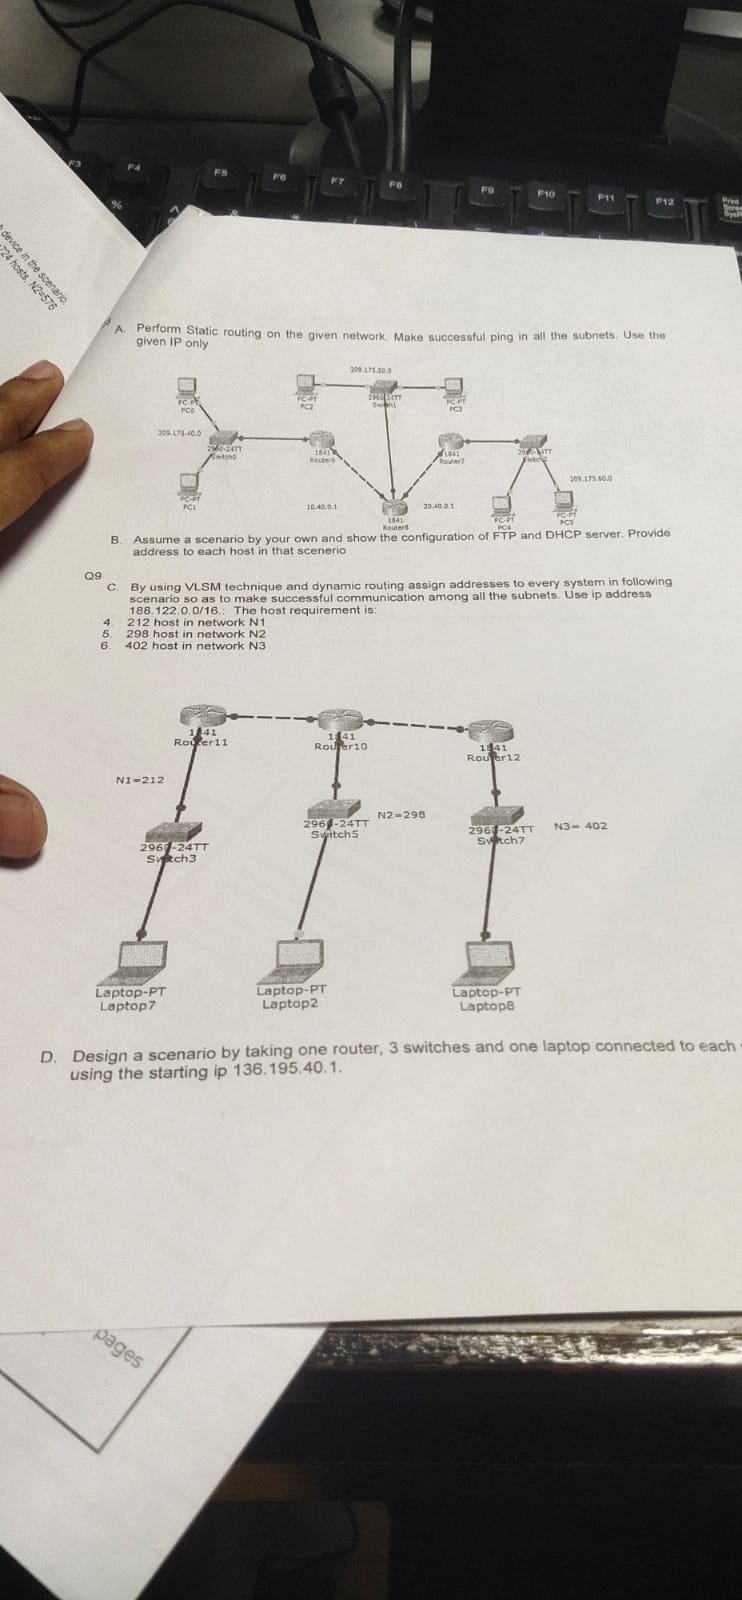 F3
F4
F5
F6
F7
F8
F9
F10
F11
F12
Print
%
&
device in the scenario.
724 hosts, N2=576
A. Perform Static routing on the given network. Make successful ping in all the subnets. Use the
given IP only
209.175.50.0
PC-PT
PC0
PC-PT
PC2
2960-24TT
Switch1
PC-PT
PC3
209.175.40.0
2960-24TT
Switch0
1841
Router6
1841
Router7
2960-24TT
Switch2
209.175.60.0
PC-PT
PC1
10.40.0.1
1841
Router8
20.40.0.1
PC-PT
PC4
PC-PT
PC5
B. Assume a scenario by your own and show the configuration of FTP and DHCP server. Provide
address to each host in that scenerio
Q9
C. By using VLSM technique and dynamic routing assign addresses to every system in following
scenario so as to make successful communication among all the subnets. Use ip address
188.122.0.0/16.: The host requirement is:
4. 212 host in network N1
5. 298 host in network N2
6. 402 host in network N3
1841
Router11
1841
Router10
1841
Router12
N1=212
2960-24TT
Switch3
2960-24TT
Switch5
N2=298
2960-24TT
Switch7
N3= 402
Laptop-PT
Laptop7
Laptop-PT
Laptop2
Laptop-PT
Laptop8
D. Design a scenario by taking one router, 3 switches and one laptop connected to each
using the starting ip 136.195.40.1.
pages